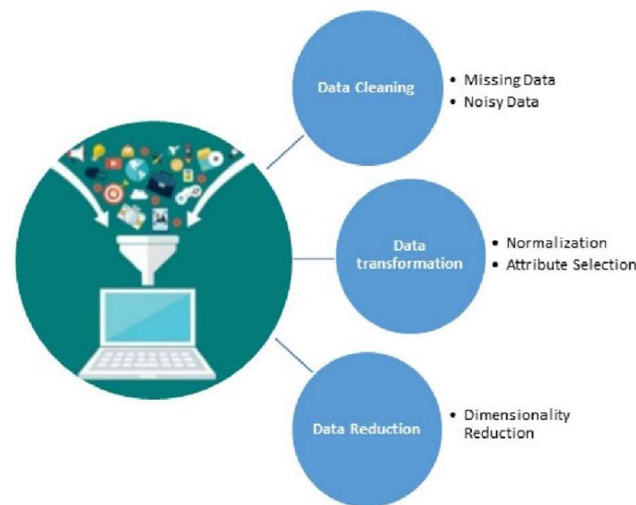 Data Cleaning
• Missing Data
• Noisy Data
Data
transformation
• Normalization
• Attribute Selection
Data Reduction
• Dimensionality
Reduction